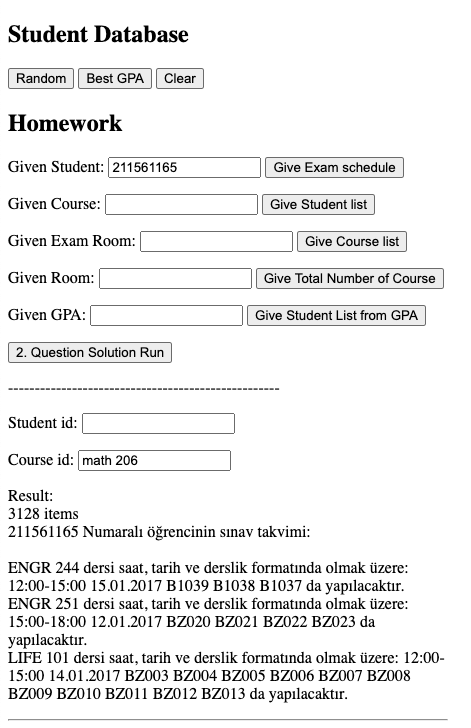 Student Database
Random Best GPA Clear
Homework
Given Student: 211561165 Give Exam schedule
Given Course: Give Student list
Given Exam Room: Give Course list
Given Room: Give Total Number of Course
Given GPA: Give Student List from GPA
2. Question Solution Run
---------------------------------------------------
Student id:
Course id: math 206
Result:
3128 items
211561165 Numaralı öğrencinin sınav takvimi:
ENGR 244 dersi saat, tarih ve derslik formatında olmak üzere:
12:00-15:00 15.01.2017 B1039 B1038 B1037 da yapılacaktır.
ENGR 251 dersi saat, tarih ve derslik formatında olmak üzere:
15:00-18:00 12.01.2017 BZ020 BZ021 BZ022 BZ023 da
yapılacaktır.
LIFE 101 dersi saat, tarih ve derslik formatında olmak üzere: 12:00-
15:00 14.01.2017 BZ003 BZ004 BZ005 BZ006 BZ007 BZ008
BZ009 BZ010 BZ011 BZ012 BZ013 da yapılacaktır.